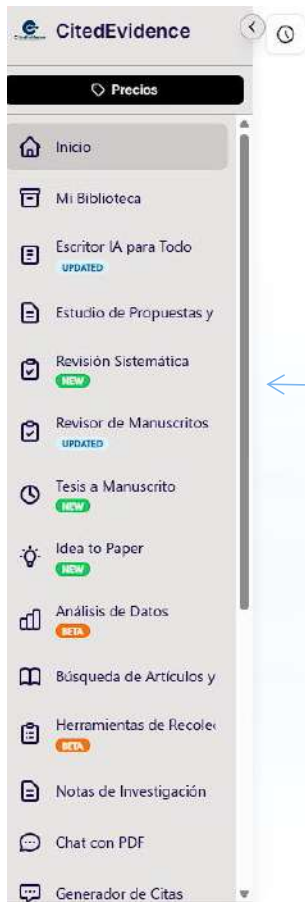 CitedEvidence
Precios
Inicio
Mi Biblioteca
Escritor IA para Todo
UPDATED
Estudio de Propuestas y
Revisión Sistemática
NEW
Revisor de Manuscritos
UPDATED
Tesis a Manuscrito
NEW
Idea to Paper
NEW
Análisis de Datos
BETA
Búsqueda de Artículos y
Herramientas de Recole
BETA
Notas de Investigación
Chat con PDF
Generador de Citas